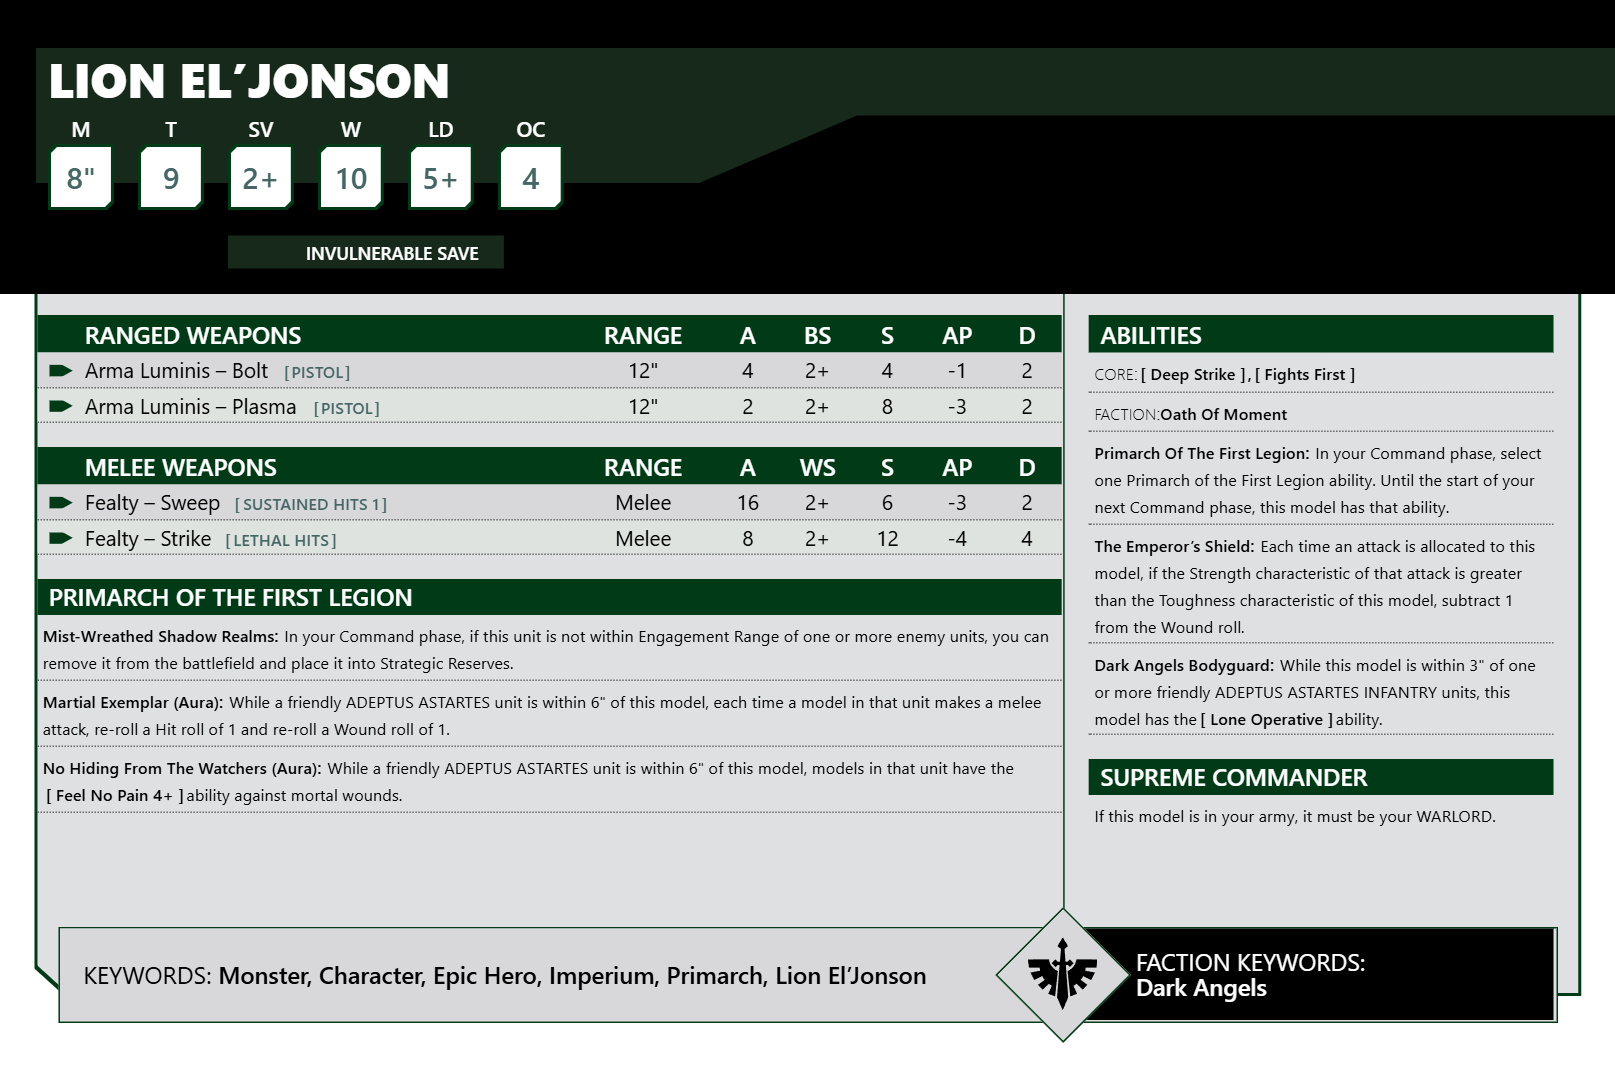 LION EL’JONSON
M T SV W LD OC
8" 9 2+ 10 5+ 4
INVULNERABLE SAVE
RANGED WEAPONS RANGE A BS S AP D
Arma Luminis – Bolt [PISTOL] 12" 4 2+ 4 -1 2
Arma Luminis – Plasma [PISTOL] 12" 2 2+ 8 -3 2
MELEE WEAPONS RANGE A WS S AP D
Fealty – Sweep [SUSTAINED HITS 1] Melee 16 2+ 6 -3 2
Fealty – Strike [LETHAL HITS] Melee 8 2+ 12 -4 4
PRIMARCH OF THE FIRST LEGION
Mist-Wreathed Shadow Realms: In your Command phase, if this unit is not within Engagement Range of one or more enemy units, you can
remove it from the battlefield and place it into Strategic Reserves.
Martial Exemplar (Aura): While a friendly ADEPTUS ASTARTES unit is within 6" of this model, each time a model in that unit makes a melee
attack, re-roll a Hit roll of 1 and re-roll a Wound roll of 1.
No Hiding From The Watchers (Aura): While a friendly ADEPTUS ASTARTES unit is within 6" of this model, models in that unit have the
[ Feel No Pain 4+ ] ability against mortal wounds.
ABILITIES
CORE: [ Deep Strike ], [ Fights First ]
FACTION:Oath Of Moment
Primarch Of The First Legion: In your Command phase, select
one Primarch of the First Legion ability. Until the start of your
next Command phase, this model has that ability.
The Emperor’s Shield: Each time an attack is allocated to this
model, if the Strength characteristic of that attack is greater
than the Toughness characteristic of this model, subtract 1
from the Wound roll.
Dark Angels Bodyguard: While this model is within 3" of one
or more friendly ADEPTUS ASTARTES INFANTRY units, this
model has the [ Lone Operative ] ability.
SUPREME COMMANDER
If this model is in your army, it must be your WARLORD.
KEYWORDS: Monster, Character, Epic Hero, Imperium, Primarch, Lion El’Jonson
FACTION KEYWORDS:
Dark Angels